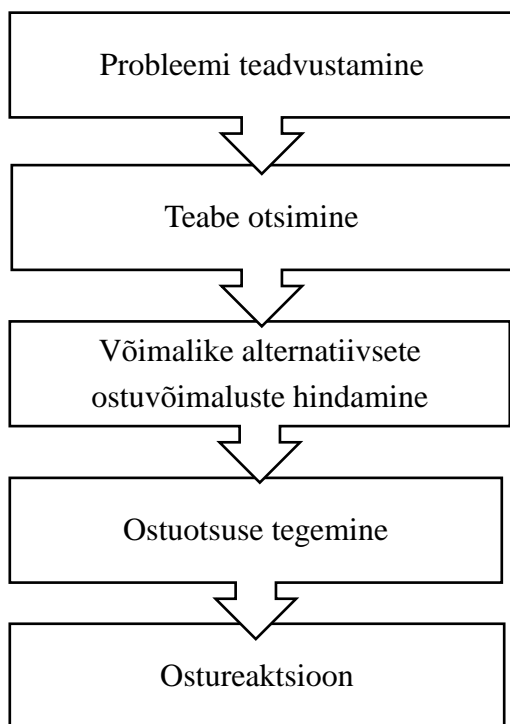 Probleemi teadvustamine
Teabe otsimine
Võimalike alternatiivsete
ostuvõimaluste hindamine
Ostuotsuse tegemine
Ostureaktsioon